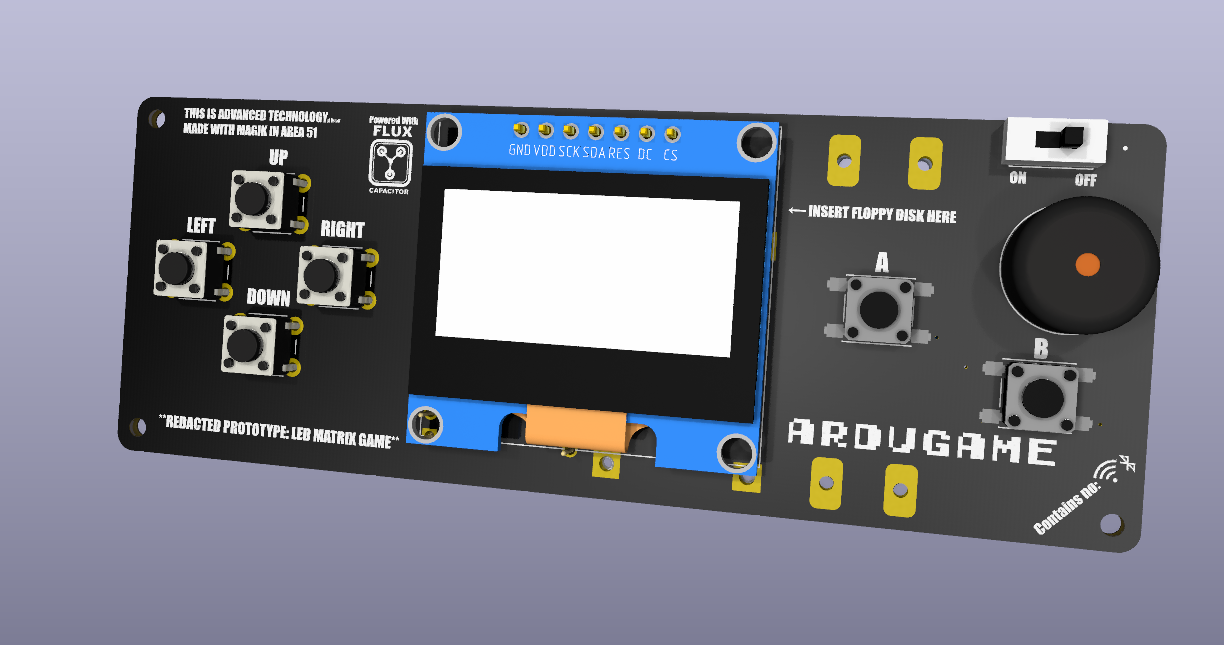 THIS IS ADVANCED TECHNOLOGY
MADE WITH MAGIK IN AREA 51
Powered With
FLUX
CAPACITOR
UP
LEFT
RIGHT
DOWN
**REDACTED PROTOTYPE: LED MATRIX GAME**
GND VDD SCK SDA RES DC CS
ON OFF
← INSERT FLOPPY DISK HERE
A
B
ARDUGAME
Contains no: